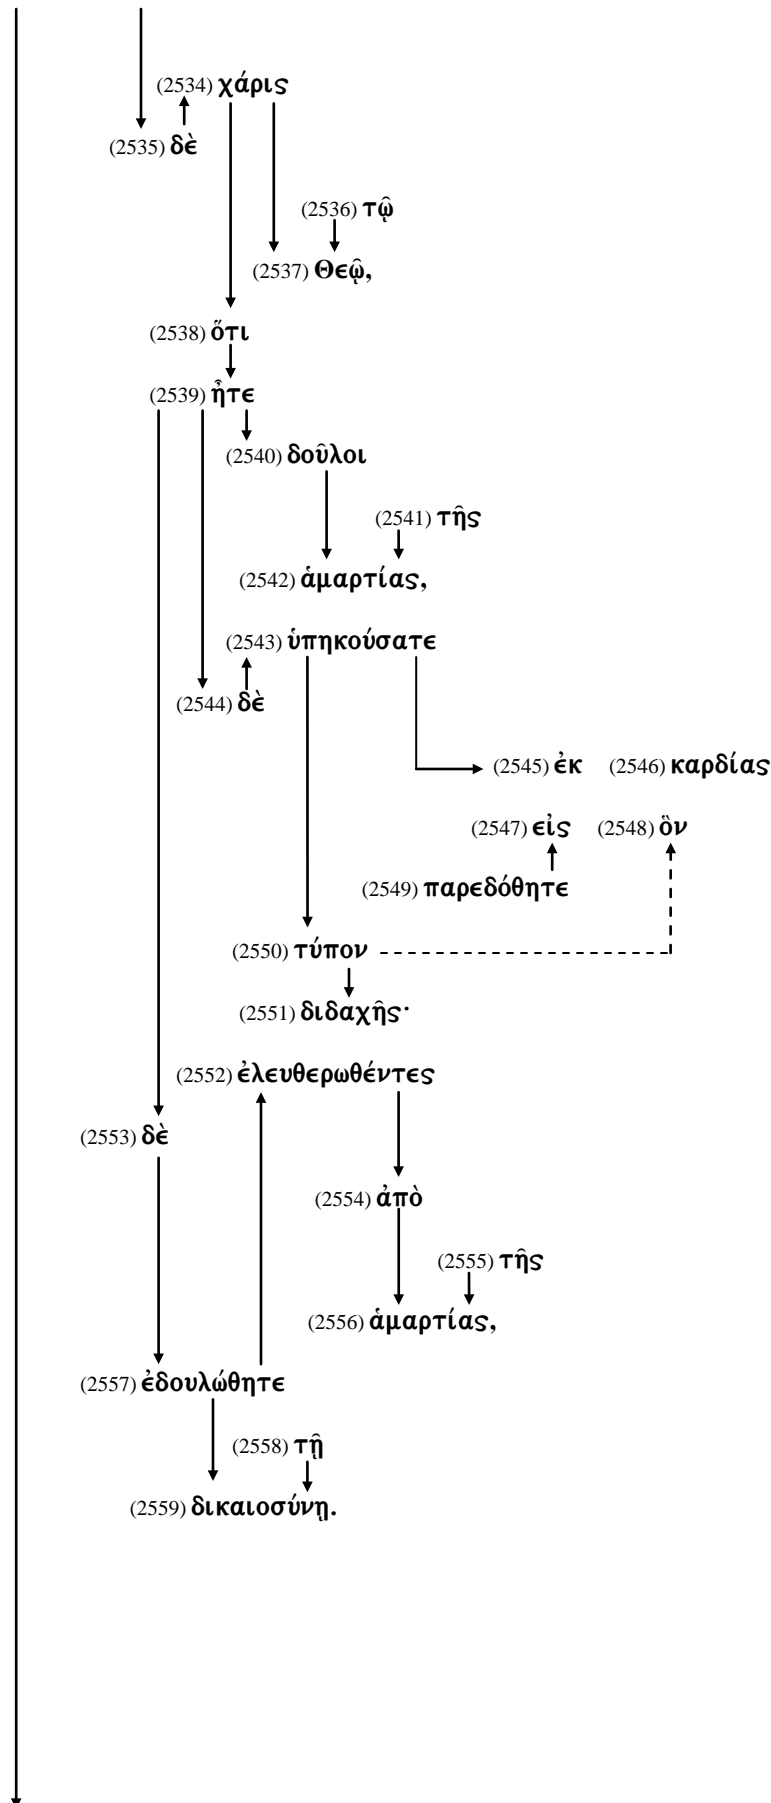 (2534) χάρις
(2535) δὲ
(2536) τῷ
(2537) Θεῷ,
(2538) ὅτι
(2539) ἦτε
(2540) δοῦλοι
(2541) τῆς
(2542) ἁμαρτίας,
(2543) ὑπηκούσατε
(2544) δὲ
(2545) ἐκ (2546) καρδίας
(2547) εἰς (2548) ὃν
(2549) παρεδόθητε
(2550) τύπον
(2551) διδαχῆς·
(2552) ἐλευθερωθέντες
(2553) δὲ
(2554) ἀπὸ
(2555) τῆς
(2556) ἁμαρτίας,
(2557) ἐδουλώθητε
(2558) τῇ
(2559) δικαιοσύνῃ.